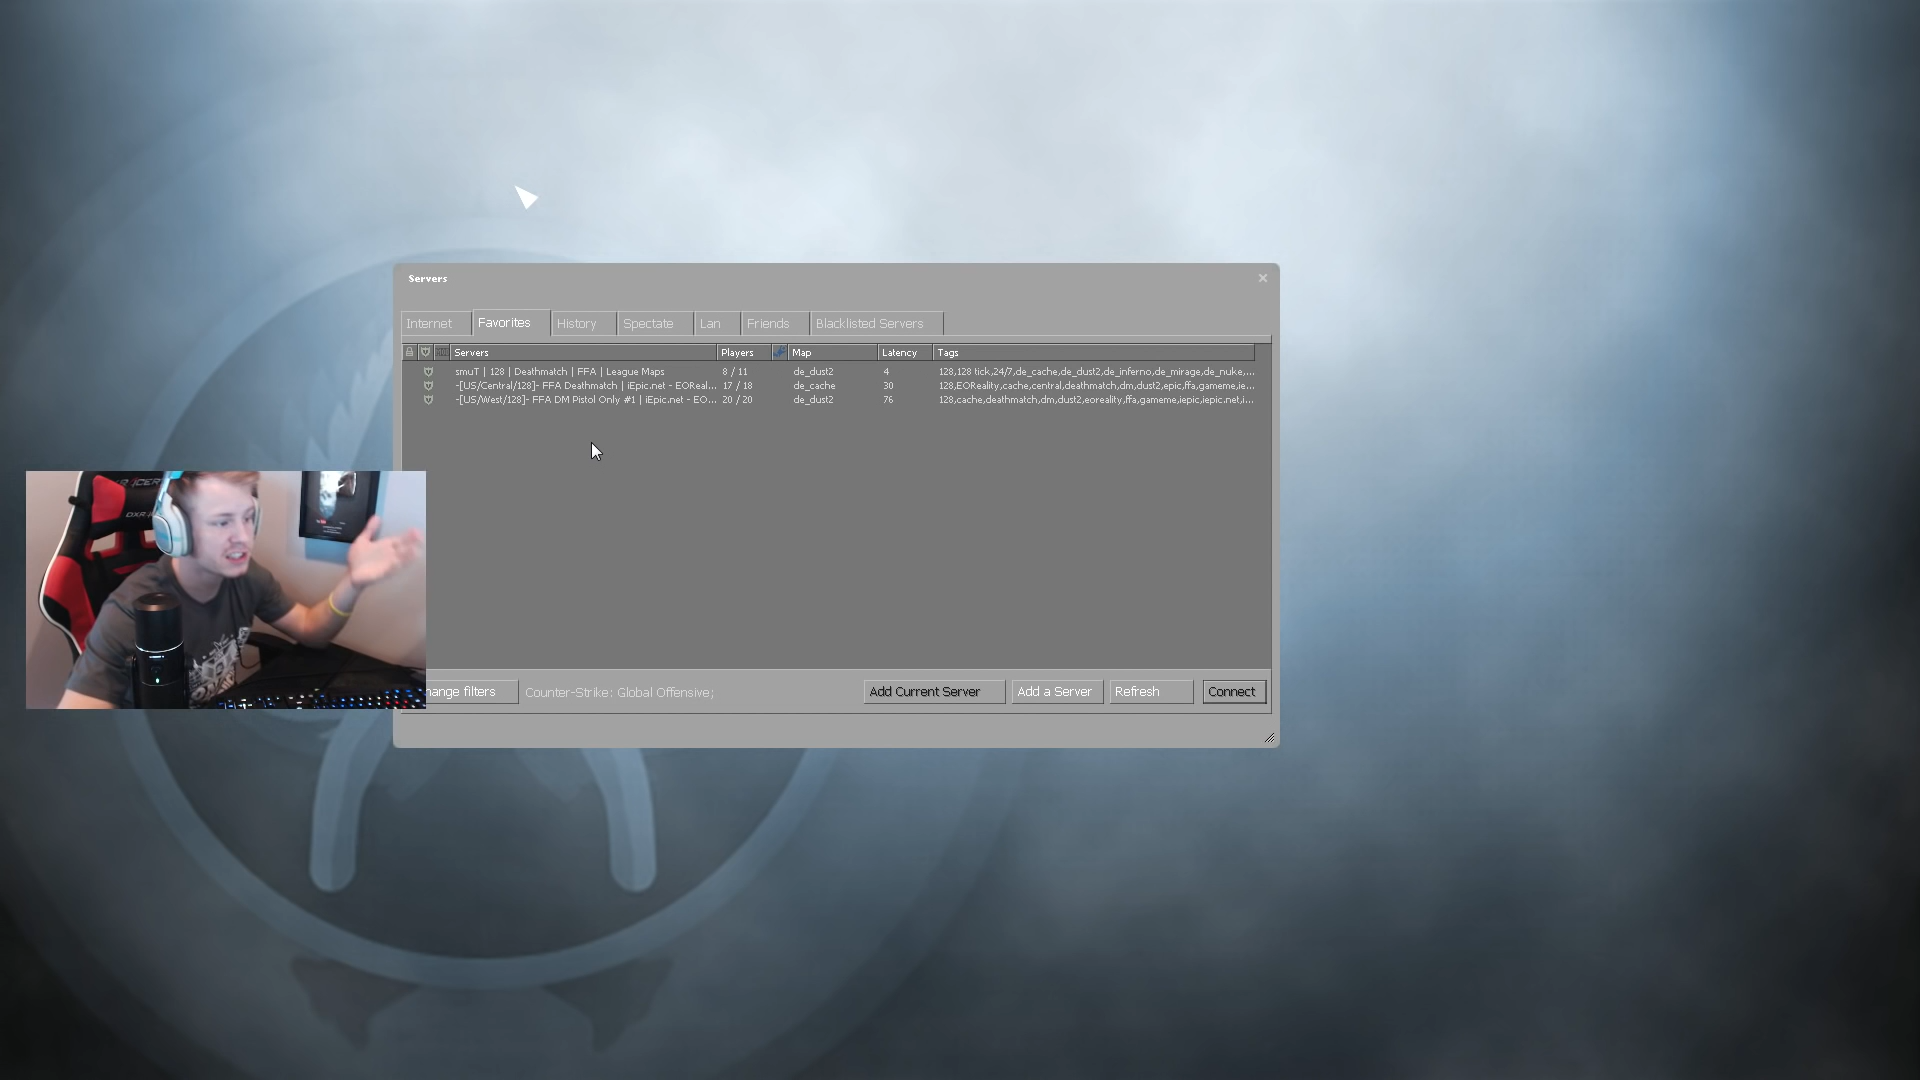 Servers
Internet Favorites History Spectate Lan Friends Blacklisted Servers
Servers Players Map Latency Tags
smuT | 128 | Deathmatch | FFA | League Maps 8 / 11 de_dust2 4 128,128 tick,24/7,de_cache,de_dust2,de_inferno,de_mirage,de_nuke,...
-[US/Central/128]- FFA Deathmatch | iEpic.net - EOReal... 17 / 18 de_cache 30 128,EOReality,cache,central,deathmatch,dm,dust2,epic,ffa,gameme,ie...
-[US/West/128]- FFA DM Pistol Only #1 | iEpic.net - EO... 20 / 20 de_dust2 76 128,cache,deathmatch,dm,dust2,eoreality,ffa,gameme,iepic,iepic.net,i...
hange filters Counter-Strike: Global Offensive; Add Current Server Add a Server Refresh Connect